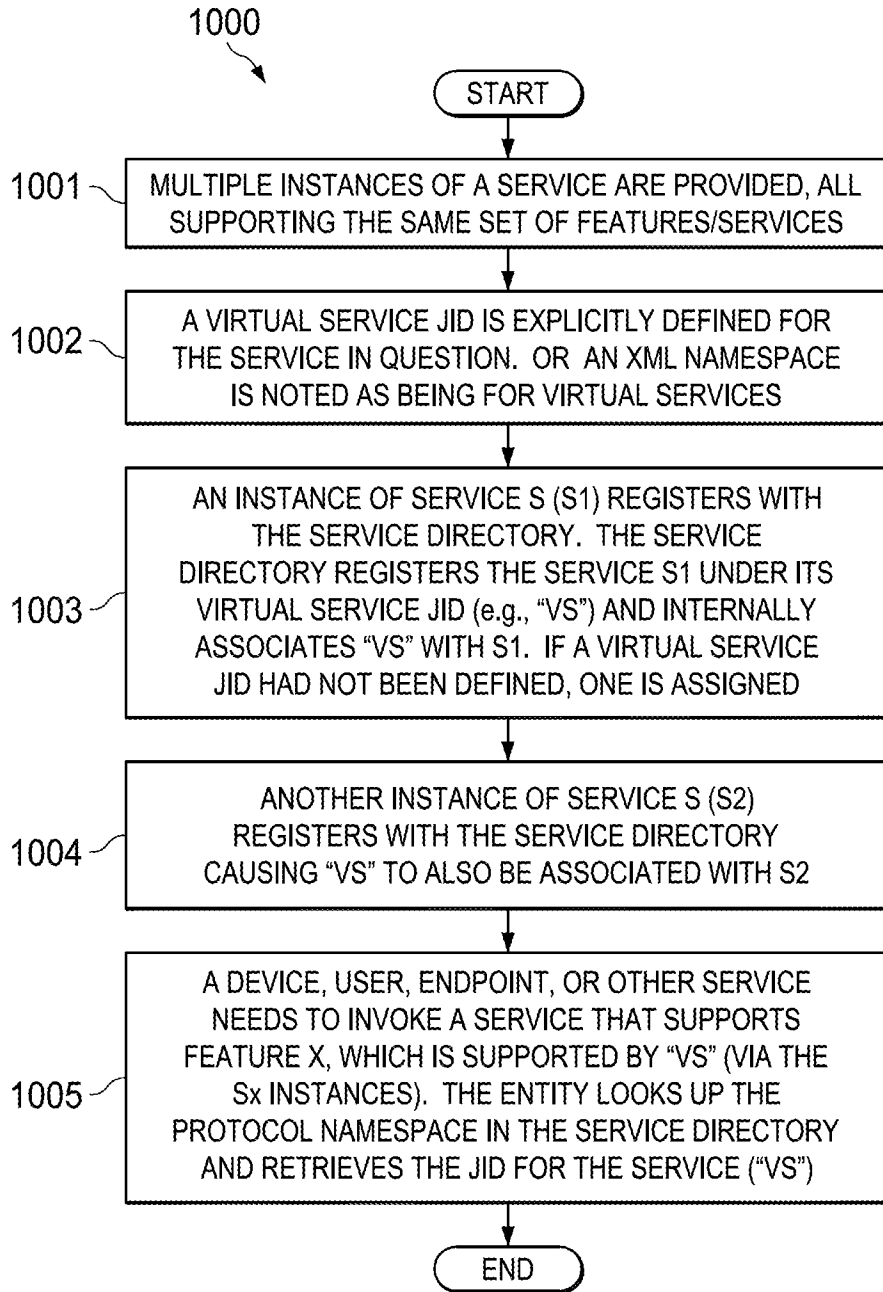 1000
START
1001
MULTIPLE INSTANCES OF A SERVICE ARE PROVIDED, ALL
SUPPORTING THE SAME SET OF FEATURES/SERVICES
1002
A VIRTUAL SERVICE JID IS EXPLICITLY DEFINED FOR
THE SERVICE IN QUESTION. OR AN XML NAMESPACE
IS NOTED AS BEING FOR VIRTUAL SERVICES
1003
AN INSTANCE OF SERVICE S (S1) REGISTERS WITH
THE SERVICE DIRECTORY. THE SERVICE
DIRECTORY REGISTERS THE SERVICE S1 UNDER ITS
VIRTUAL SERVICE JID (e.g., “VS”) AND INTERNALLY
ASSOCIATES “VS” WITH S1. IF A VIRTUAL SERVICE
JID HAD NOT BEEN DEFINED, ONE IS ASSIGNED
1004
ANOTHER INSTANCE OF SERVICE S (S2)
REGISTERS WITH THE SERVICE DIRECTORY
CAUSING “VS” TO ALSO BE ASSOCIATED WITH S2
1005
A DEVICE, USER, ENDPOINT, OR OTHER SERVICE
NEEDS TO INVOKE A SERVICE THAT SUPPORTS
FEATURE X, WHICH IS SUPPORTED BY “VS” (VIA THE
Sx INSTANCES). THE ENTITY LOOKS UP THE
PROTOCOL NAMESPACE IN THE SERVICE DIRECTORY
AND RETRIEVES THE JID FOR THE SERVICE (“VS”)
END